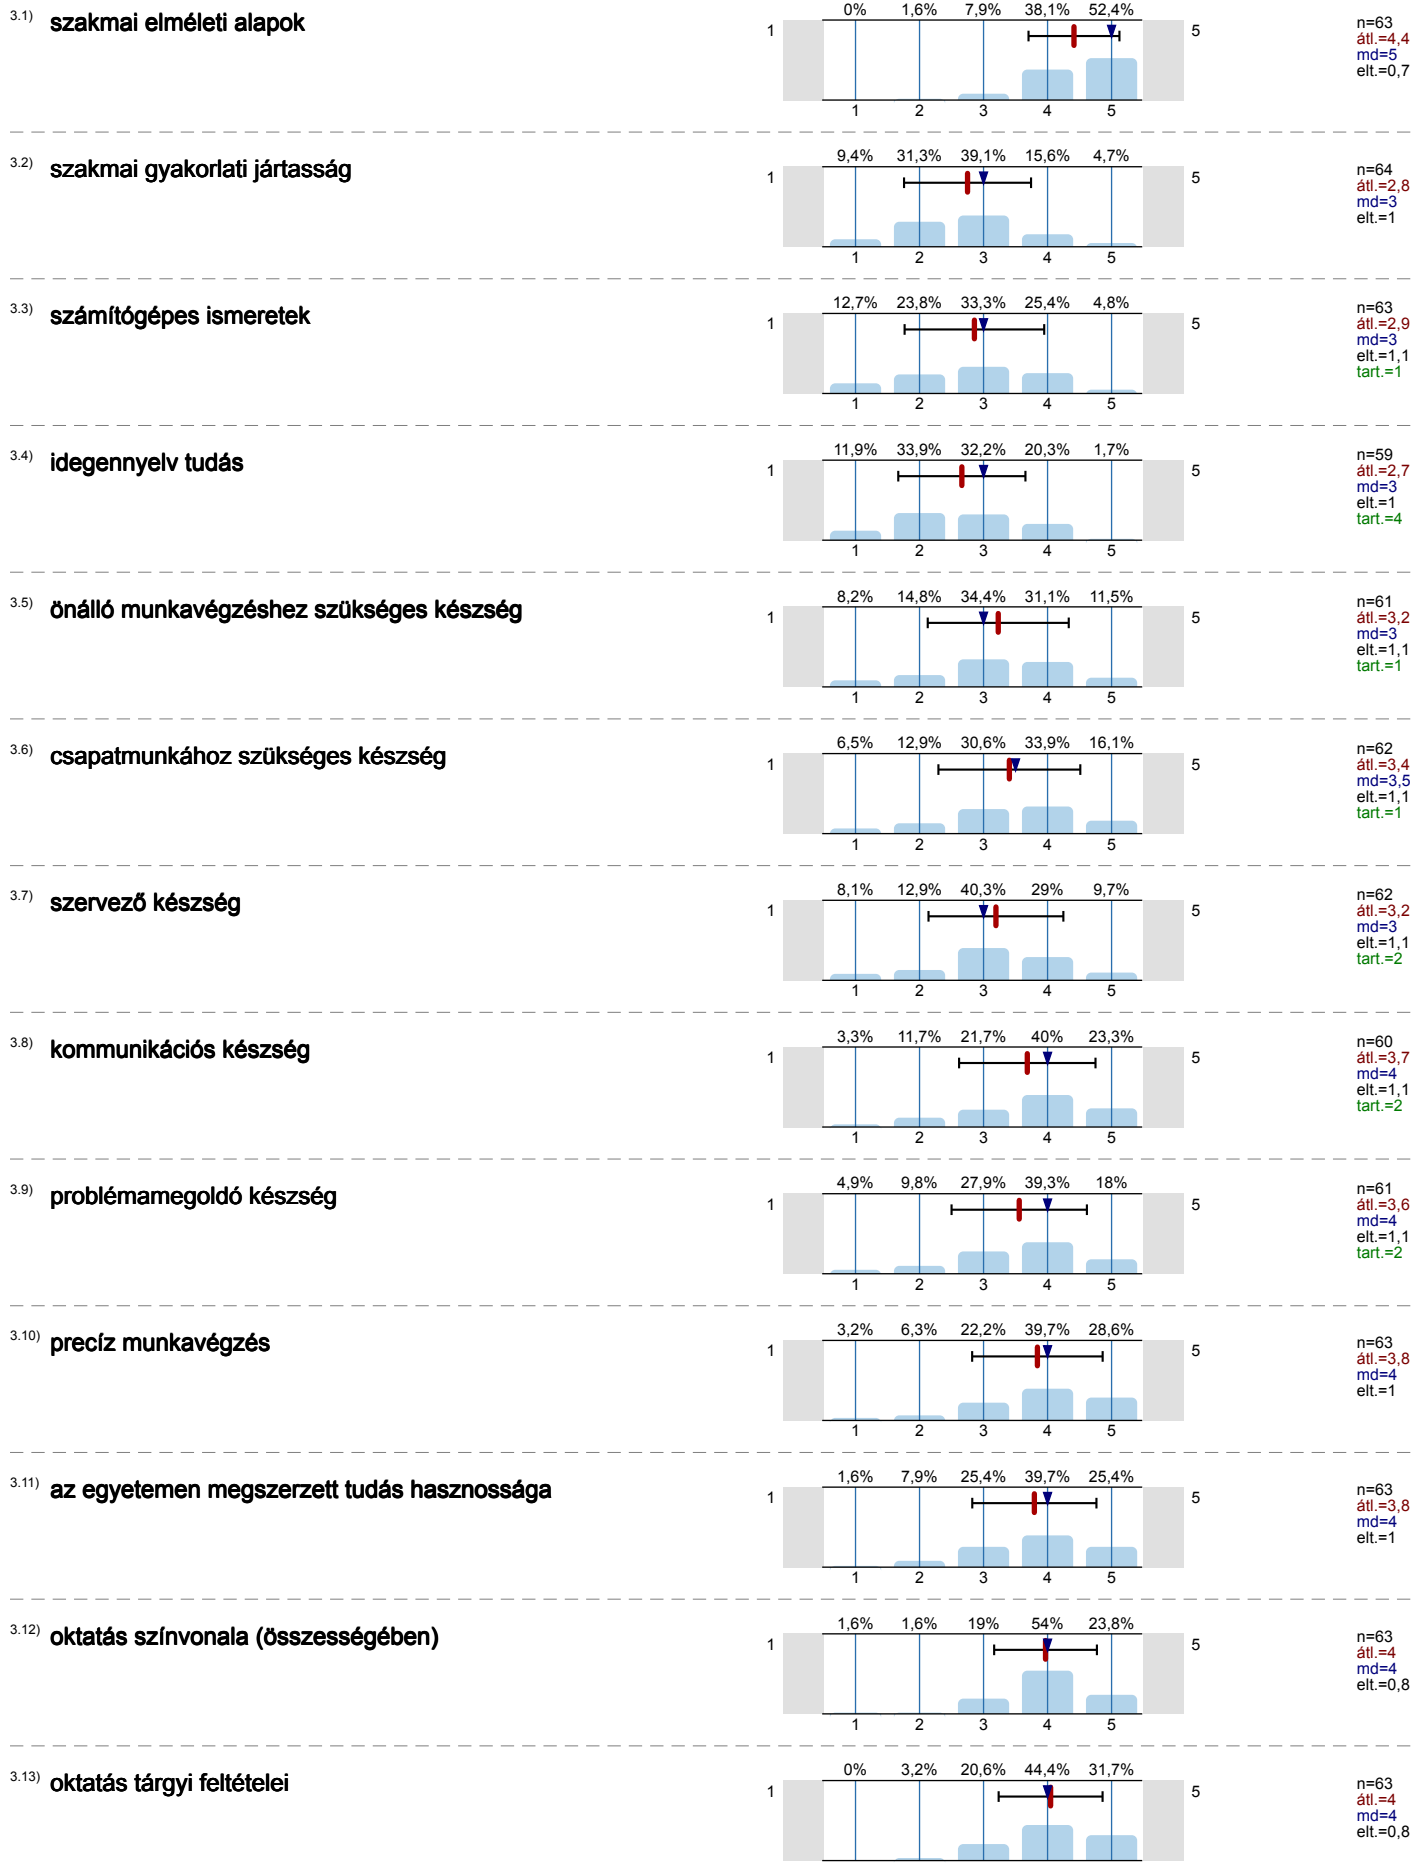 3.1) szakmai elméleti alapok
0% 1,6% 7,9% 38,1% 52,4%
1 5
1 2 3 4 5
n=63
átl.=4,4
md=5
elt.=0,7
3.2) szakmai gyakorlati jártasság
9,4% 31,3% 39,1% 15,6% 4,7%
1 5
1 2 3 4 5
n=64
átl.=2,8
md=3
elt.=1
3.3) számítógépes ismeretek
12,7% 23,8% 33,3% 25,4% 4,8%
1 5
1 2 3 4 5
n=63
átl.=2,9
md=3
elt.=1,1
tart.=1
3.4) idegennyelv tudás
11,9% 33,9% 32,2% 20,3% 1,7%
1 5
1 2 3 4 5
n=59
átl.=2,7
md=3
elt.=1
tart.=4
3.5) önálló munkavégzéshez szükséges készség
8,2% 14,8% 34,4% 31,1% 11,5%
1 5
1 2 3 4 5
n=61
átl.=3,2
md=3
elt.=1,1
tart.=1
3.6) csapatmunkához szükséges készség
6,5% 12,9% 30,6% 33,9% 16,1%
1 5
1 2 3 4 5
n=62
átl.=3,4
md=3,5
elt.=1,1
tart.=1
3.7) szervező készség
8,1% 12,9% 40,3% 29% 9,7%
1 5
1 2 3 4 5
n=62
átl.=3,2
md=3
elt.=1,1
tart.=2
3.8) kommunikációs készség
3,3% 11,7% 21,7% 40% 23,3%
1 5
1 2 3 4 5
n=60
átl.=3,7
md=4
elt.=1,1
tart.=2
3.9) problémamegoldó készség
4,9% 9,8% 27,9% 39,3% 18%
1 5
1 2 3 4 5
n=61
átl.=3,6
md=4
elt.=1,1
tart.=2
3.10) precíz munkavégzés
3,2% 6,3% 22,2% 39,7% 28,6%
1 5
1 2 3 4 5
n=63
átl.=3,8
md=4
elt.=1
3.11) az egyetemen megszerzett tudás hasznossága
1,6% 7,9% 25,4% 39,7% 25,4%
1 5
1 2 3 4 5
n=63
átl.=3,8
md=4
elt.=1
3.12) oktatás színvonala (összességében)
1,6% 1,6% 19% 54% 23,8%
1 5
1 2 3 4 5
n=63
átl.=4
md=4
elt.=0,8
3.13) oktatás tárgyi feltételei
0% 3,2% 20,6% 44,4% 31,7%
1 5
n=63
átl.=4
md=4
elt.=0,8